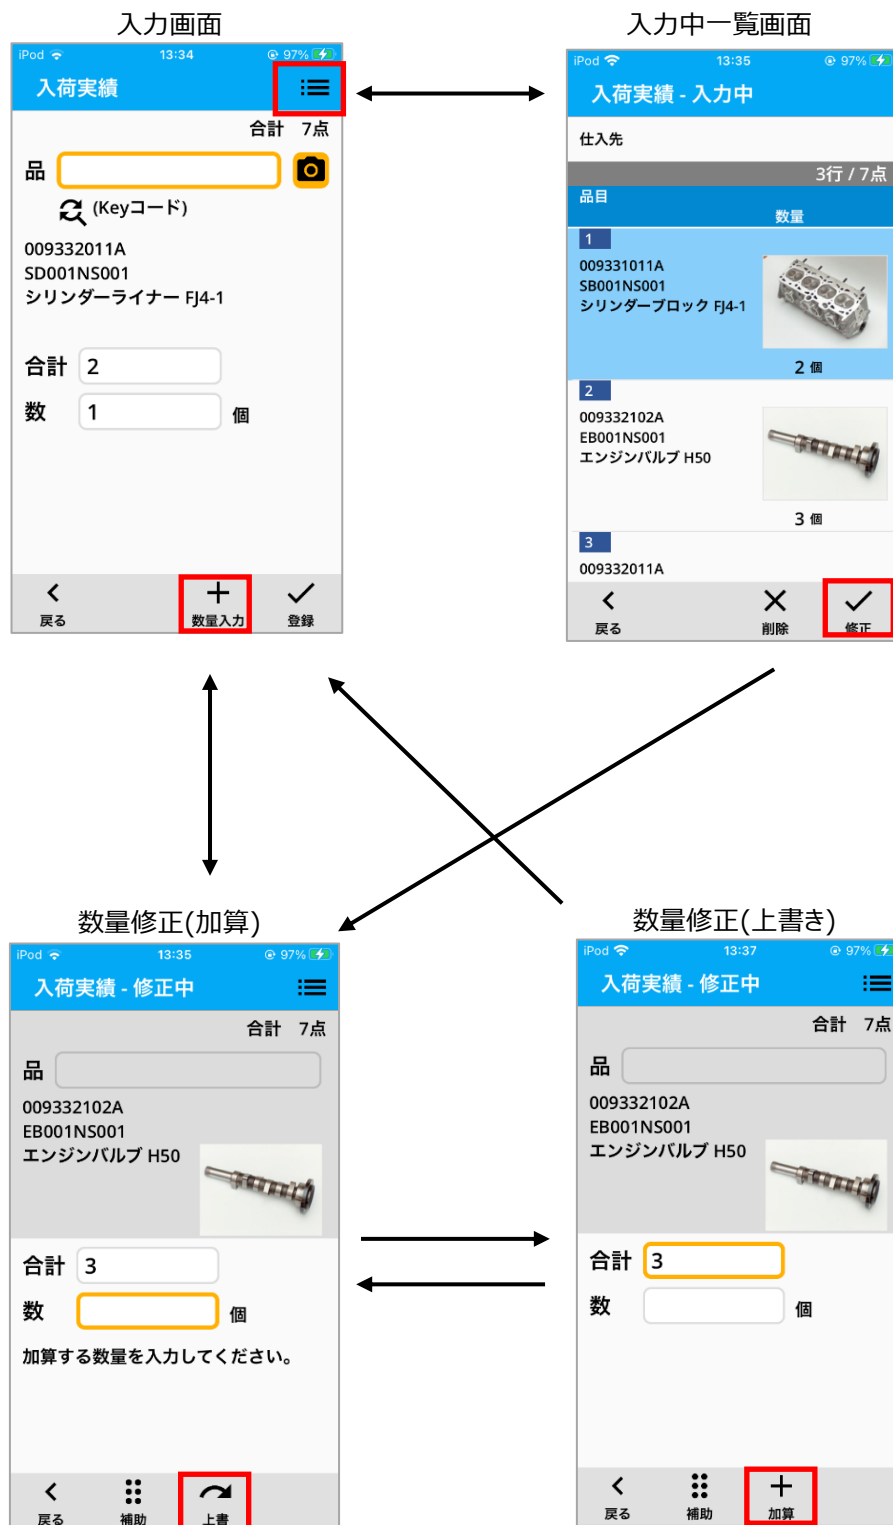 入力画面
iPod 13:34 97%
入荷実績
合計 7点
品
(Keyコード)
009332011A
SD001NS001
シリンダーライナー FJ4-1
合計 2
数 1 個
戻る 数量入力 登録
入力中一覧画面
iPod 13:35 97%
入荷実績 - 入力中
仕入先
3行 / 7点
品目
数量
1
009331011A
SB001NS001
シリンダーブロック FJ4-1
2 個
2
009332102A
EB001NS001
エンジンバルブ H50
3 個
3
009332011A
戻る 削除 修正
数量修正(加算)
iPod 13:35 97%
入荷実績 - 修正中
合計 7点
品
009332102A
EB001NS001
エンジンバルブ H50
合計 3
数 個
加算する数量を入力してください。
戻る 補助 上書
数量修正(上書き)
iPod 13:37 97%
入荷実績 - 修正中
合計 7点
品
009332102A
EB001NS001
エンジンバルブ H50
合計 3
数 個
戻る 補助 加算